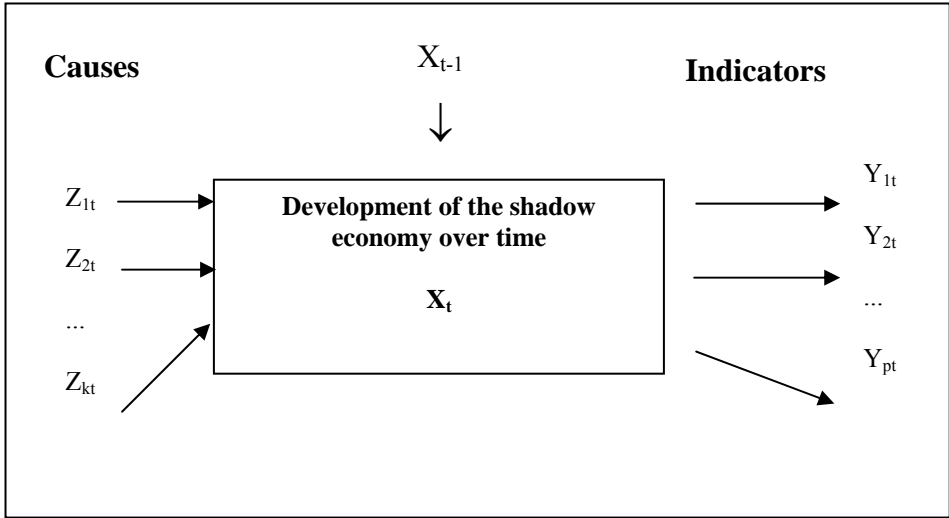 Causes
X_{t-1}
Indicators
Z_{1t}
Z_{2t}
...
Z_{kt}
Development of the shadow
economy over time
X_t
Y_{1t}
Y_{2t}
...
Y_{pt}